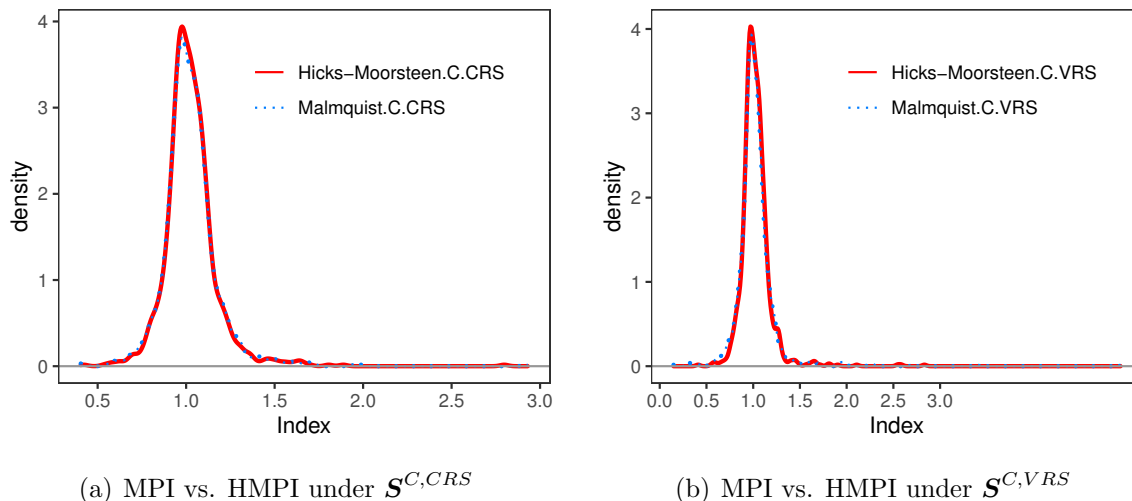 4
3
2
1
0
density
0.5 1.0 1.5 2.0 2.5 3.0
Index
Hicks−Moorsteen.C.CRS
Malmquist.C.CRS
(a) MPI vs. HMPI under S^{C,CRS}
4
3
2
1
0
density
0.0 0.5 1.0 1.5 2.0 2.5 3.0
Index
Hicks−Moorsteen.C.VRS
Malmquist.C.VRS
(b) MPI vs. HMPI under S^{C,VRS}